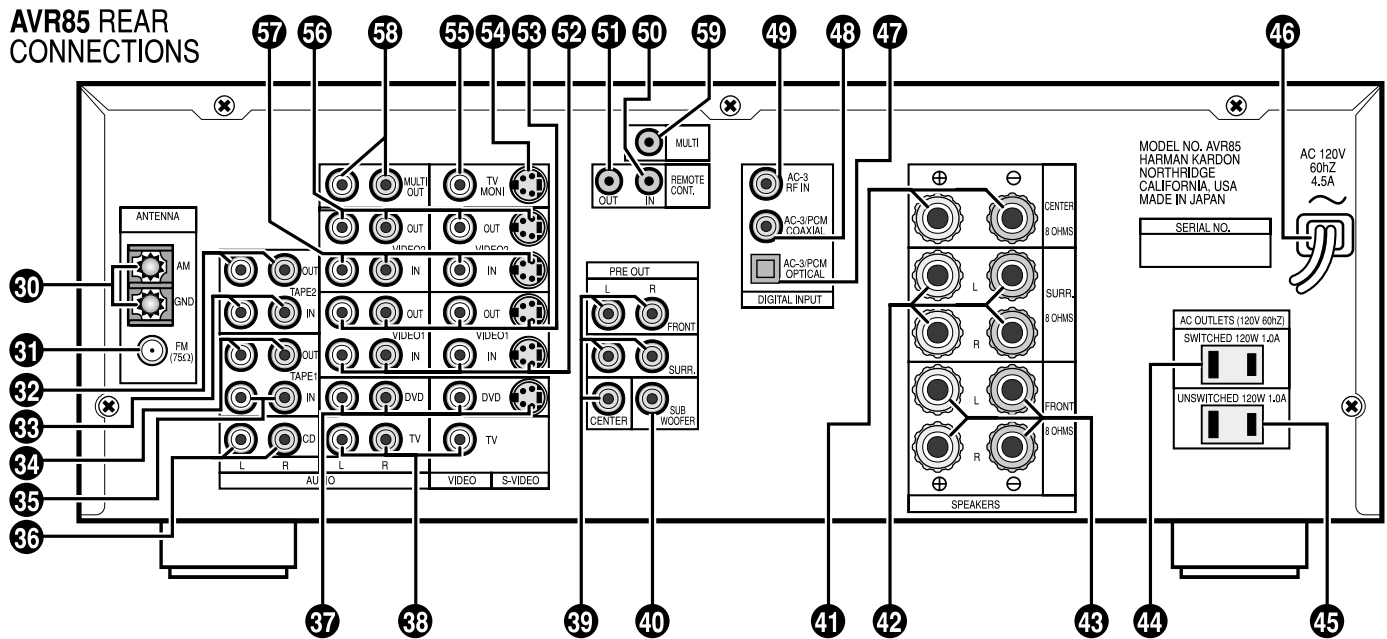 AVR85 REAR
CONNECTIONS
57 56 58 55 54 53 52 51 50 59 49 48 47 46
MULTI
REMOTE
CONT.
OUT IN
MULTI
OUT
TV
MONI
OUT
OUT
VIDEO2
VIDEO2
IN
IN
OUT
OUT
VIDEO1
VIDEO1
IN
IN
DVD
DVD
TV
TV
L R L R
AUDIO
VIDEO
S-VIDEO
ANTENNA
AM
GND
FM
(75Ω)
OUT
TAPE2
IN
OUT
TAPE1
IN
CD
PRE OUT
L R
FRONT
SURR.
CENTER
SUB
WOOFER
AC-3
RF IN
AC-3/PCM
COAXIAL
AC-3/PCM
OPTICAL
DIGITAL INPUT
⊕ ⊖
CENTER
8 OHMS
L
SURR.
8 OHMS
R
L
FRONT
8 OHMS
R
⊕ ⊖
SPEAKERS
MODEL NO. AVR85
HARMAN KARDON
NORTHRIDGE
CALIFORNIA, USA
MADE IN JAPAN
SERIAL NO.
AC 120V
60hZ
4.5A
AC OUTLETS (120V 60hZ)
SWITCHED 120W 1.0A
UNSWITCHED 120W 1.0A
30
31
32
33
34
35
36
37 38 39 40 41 42 43 44 45